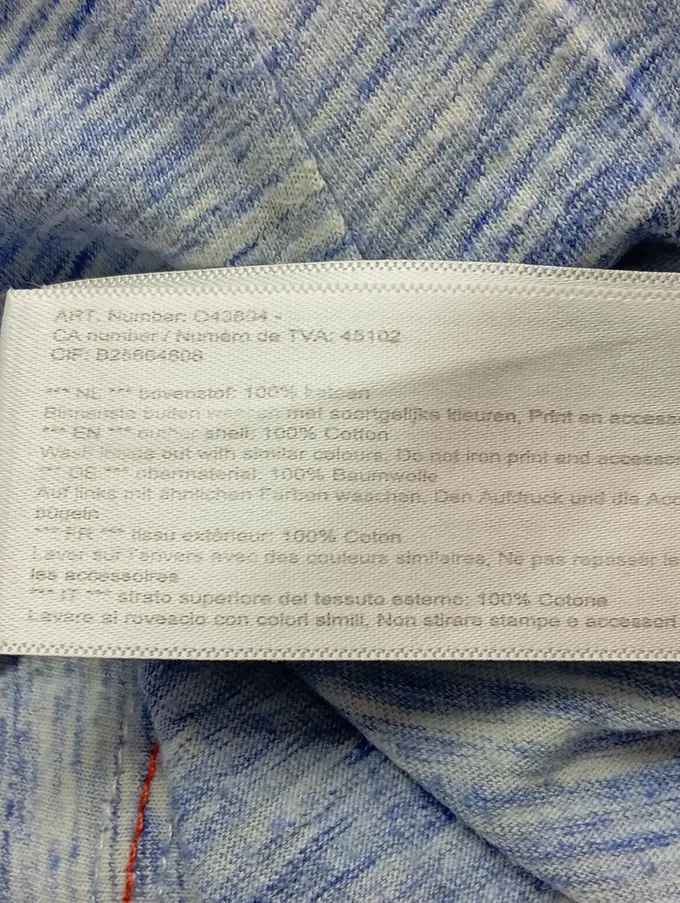 ART. Number: O43804 -
CA number / Numéro de TVA: 45102
CIF: B25664608
*** NL *** bovenstof: 100% katoen
Binnenste buiten wassen met soortgelijke kleuren, Print en access
*** EN *** outher shell: 100% Cotton
Wash inside out with similar colours, Do not iron print and accesso
*** DE *** obermaterial: 100% Baumwolle
Auf links mit ähnlichen Farben waschen, Den Aufdruck und die Acc
bügeln
*** FR *** tissu extérieur: 100% Coton
Laver sur l'envers avec des couleurs similaires, Ne pas repasser le
les accessoires
*** IT *** strato superiore del tessuto esterno: 100% Cotone
Lavare al rovescio con colori simili, Non stirare stampe e accessori